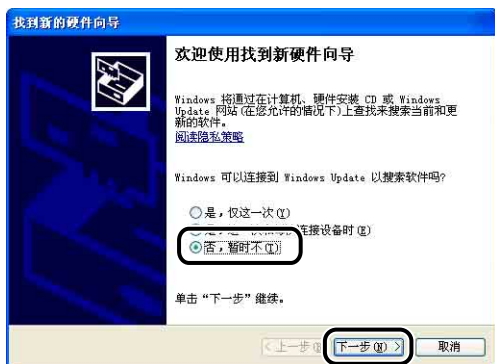 找到新的硬件向导
欢迎使用找到新硬件向导
Windows 将通过在计算机、硬件安装 CD 或 Windows
Update 网站(在您允许的情况下)上查找来搜索当前和更
新的软件。
阅读隐私策略
Windows 可以连接到 Windows Update 以搜索软件吗?
是，仅这一次(Y)
连接设备时(E)
否，暂时不(T)
单击“下一步”继续。
<上一步 下一步(N) > 取消